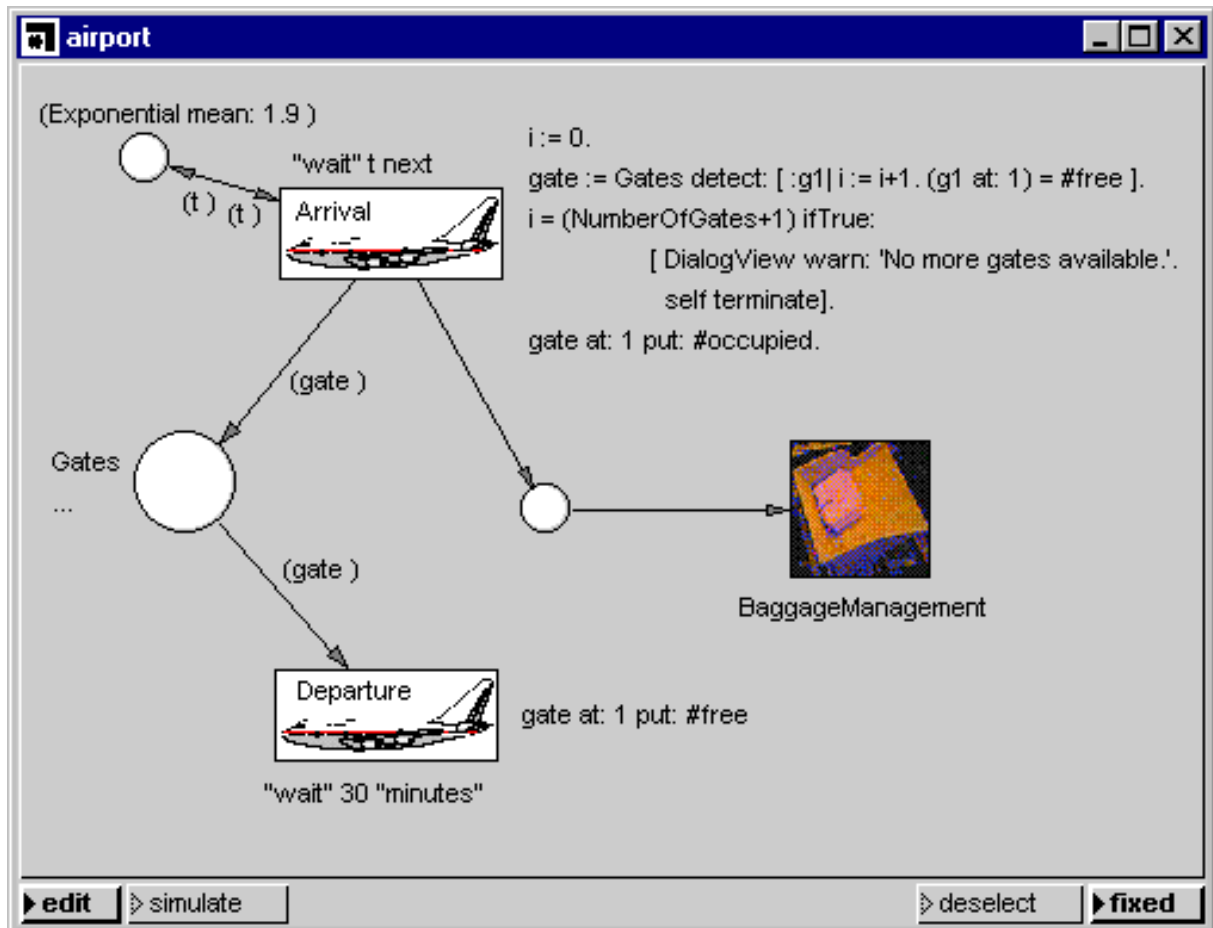 airport
(Exponential mean: 1.9 )
"wait" t next
(t )
(t )
Arrival
i := 0.
gate := Gates detect: [ :g1| i := i+1. (g1 at: 1) = #free ].
i = (NumberOfGates+1) ifTrue:
[ DialogView warn: 'No more gates available.'.
self terminate].
gate at: 1 put: #occupied.
(gate )
Gates
...
(gate )
BaggageManagement
Departure
gate at: 1 put: #free
"wait" 30 "minutes"
edit
simulate
deselect
fixed